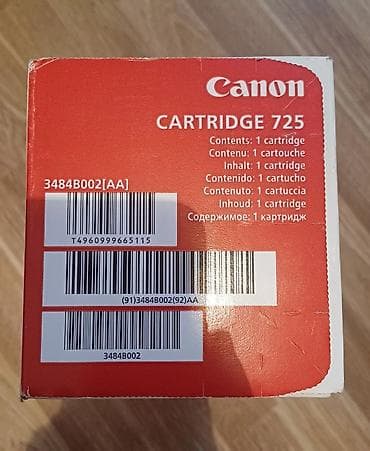 Canon
CARTRIDGE 725
Contents: 1 cartridge
Contenu: 1 cartouche
Inhalt: 1 cartridge
Contenido: 1 cartucho
Contenuto: 1 cartuccia
Inhoud: 1 cartridge
Содержимое: 1 картридж
3484B002[AA]
T4960999665115
(91)3484B002(92)AA
3484B002